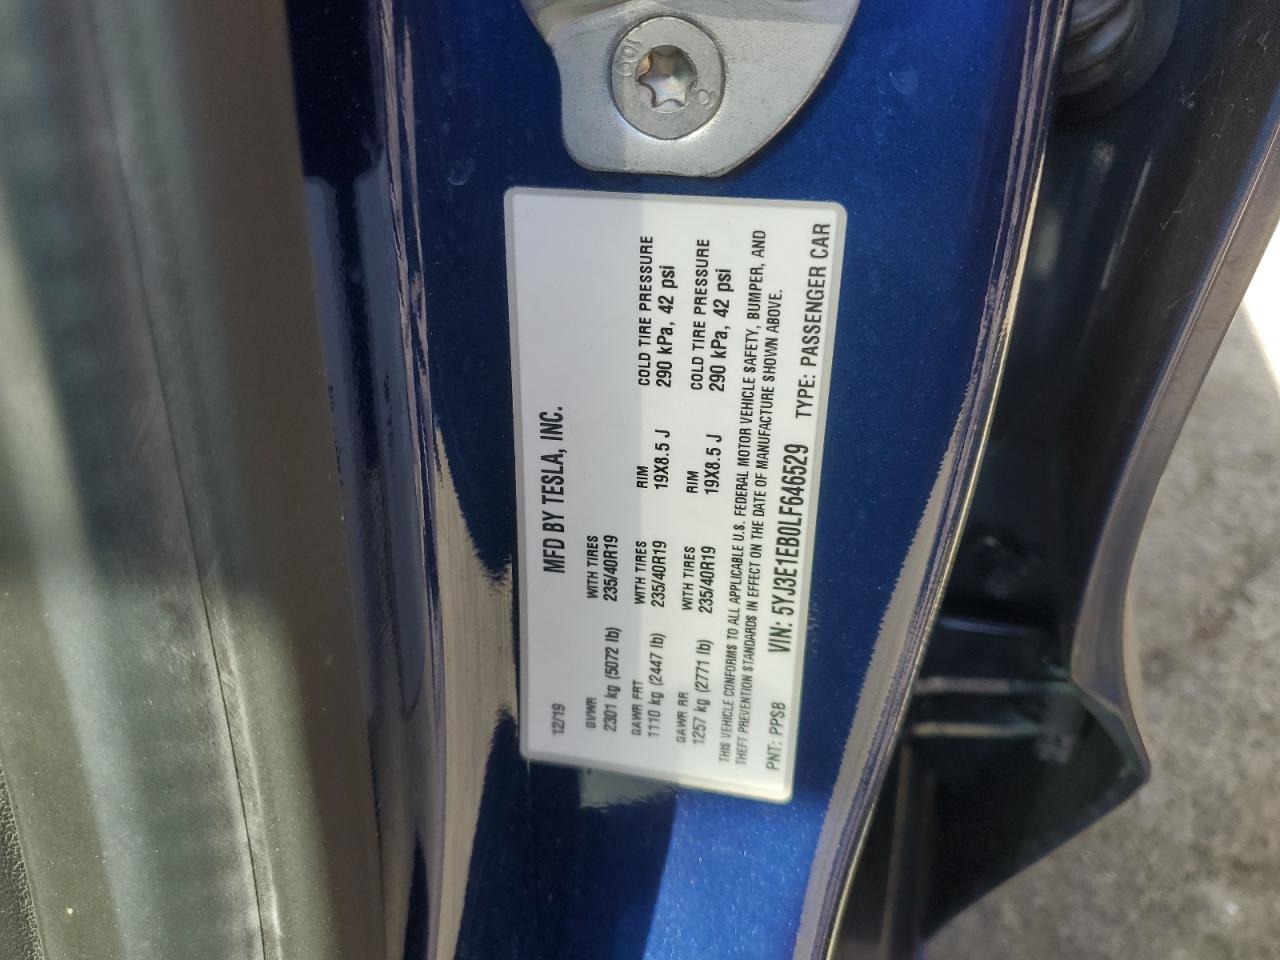 12/19 MFD BY TESLA, INC.
GVWR WITH TIRES
2301 kg (5072 lb) 235/40R19
GAWR FRT WITH TIRES RIM COLD TIRE PRESSURE
1110 kg (2447 lb) 235/40R19 19X8.5 J 290 kPa, 42 psi
GAWR RR WITH TIRES RIM COLD TIRE PRESSURE
1257 kg (2771 lb) 235/40R19 19X8.5 J 290 kPa, 42 psi
THIS VEHICLE CONFORMS TO ALL APPLICABLE U.S. FEDERAL MOTOR VEHICLE SAFETY, BUMPER, AND
THEFT PREVENTION STANDARDS IN EFFECT ON THE DATE OF MANUFACTURE SHOWN ABOVE.
PNT: PPSB VIN: 5YJ3E1EB0LF646529 TYPE: PASSENGER CAR